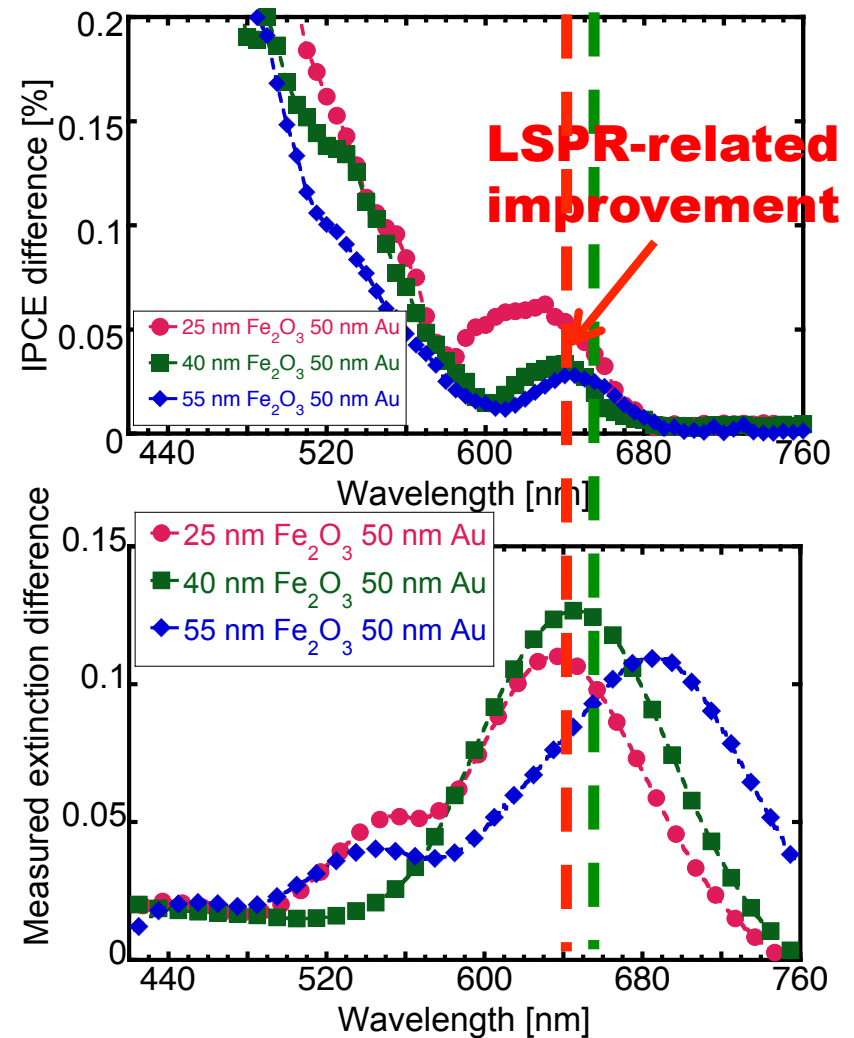 0.2
0.15
0.1
0.05
0
IPCE difference [%]
LSPR-related
improvement
25 nm Fe₂O₃ 50 nm Au
40 nm Fe₂O₃ 50 nm Au
55 nm Fe₂O₃ 50 nm Au
440 520 600 680 760
Wavelength [nm]
0.15
0.1
0.05
0
Measured extinction difference
25 nm Fe₂O₃ 50 nm Au
40 nm Fe₂O₃ 50 nm Au
55 nm Fe₂O₃ 50 nm Au
440 520 600 680 760
Wavelength [nm]